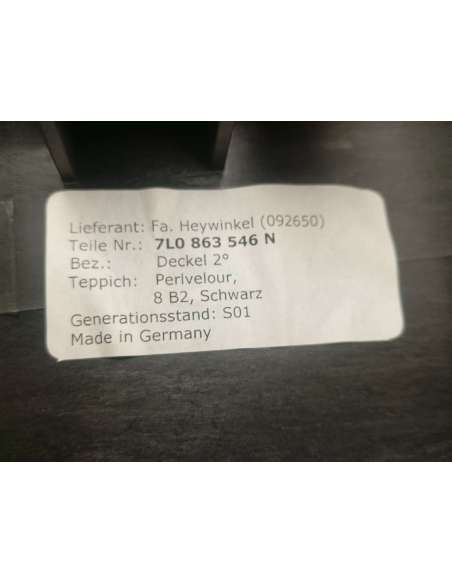 Lieferant: Fa. Heywinkel (092650)
Teile Nr.: 7L0 863 546 N
Bez.: Deckel 2°
Teppich: Perlvelour,
8 B2, Schwarz
Generationsstand: S01
Made in Germany